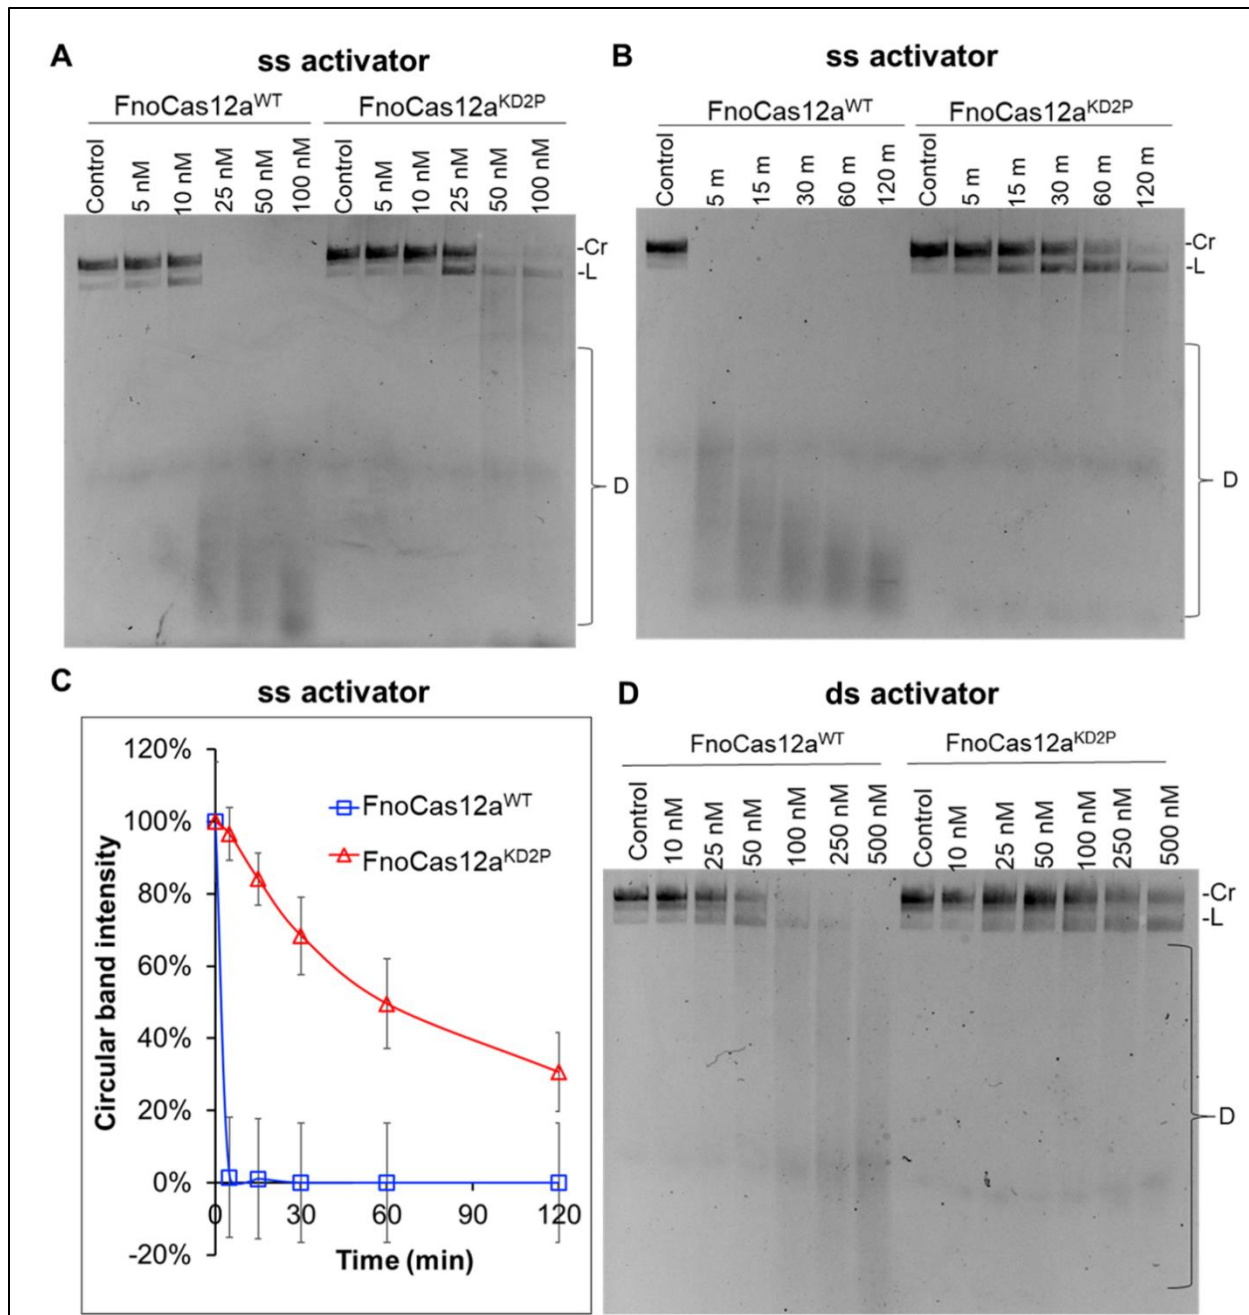 A
ss activator
FnoCas12aWT FnoCas12aKD2P
Control 5 nM 10 nM 25 nM 50 nM 100 nM Control 5 nM 10 nM 25 nM 50 nM 100 nM
-Cr
-L
D
B
ss activator
FnoCas12aWT FnoCas12aKD2P
Control 5 m 15 m 30 m 60 m 120 m Control 5 m 15 m 30 m 60 m 120 m
-Cr
-L
D
C
ss activator
120%
100%
80%
60%
40%
20%
0%
-20%
Circular band intensity
FnoCas12aWT
FnoCas12aKD2P
0 30 60 90 120
Time (min)
D
ds activator
FnoCas12aWT FnoCas12aKD2P
Control 10 nM 25 nM 50 nM 100 nM 250 nM 500 nM Control 10 nM 25 nM 50 nM 100 nM 250 nM 500 nM
-Cr
-L
D